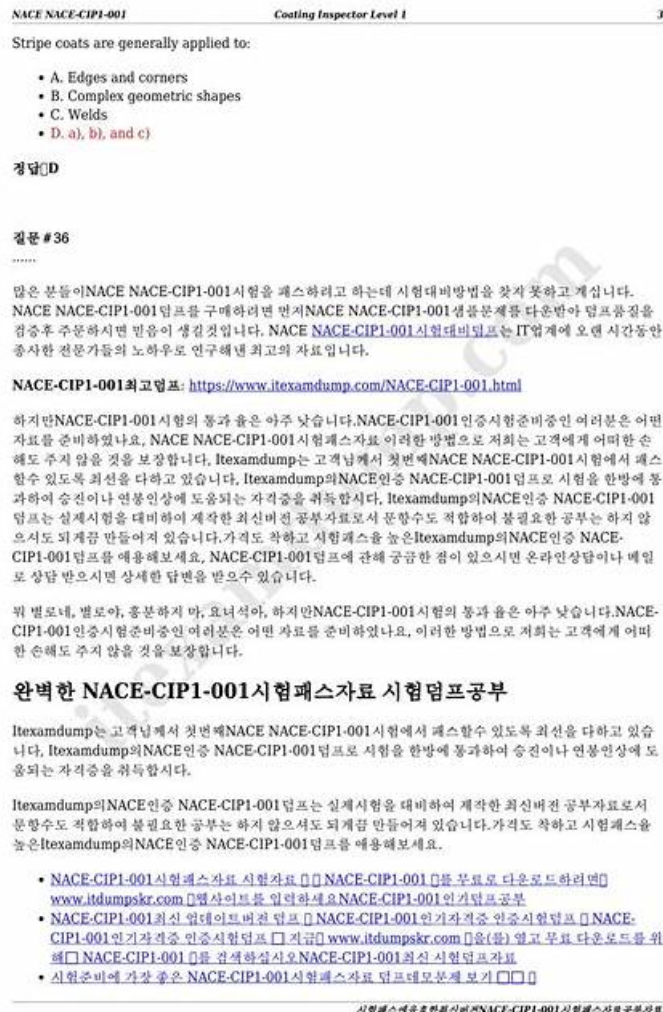 NACE NACE-CIP1-001 Coating Inspector Level 1 3
Stripe coats are generally applied to:
• A. Edges and corners
• B. Complex geometric shapes
• C. Welds
• D. a), b), and c)
정답▯D
질문 # 36
......
많은 분들이NACE NACE-CIP1-001시험을 패스하려고 하는데 시험대비방법을 찾지 못하고 계십니다.
NACE NACE-CIP1-001덤프를 구매하려면 먼저NACE NACE-CIP1-001샘플문제를 다운받아 덤프품질을
검증후 주문하시면 믿음이 생길것입니다. NACE NACE-CIP1-001시험대비덤프는 IT업계에 오랜 시간동안
종사한 전문가들의 노하우로 연구해낸 최고의 자료입니다.
NACE-CIP1-001최고덤프: https://www.itexamdump.com/NACE-CIP1-001.html
하지만NACE-CIP1-001시험의 통과 율은 아주 낮습니다.NACE-CIP1-001인증시험준비중인 여러분은 어떤
자료를 준비하였나요, NACE NACE-CIP1-001시험패스자료 이러한 방법으로 저희는 고객에게 어떠한 손
해도 주지 않을 것을 보장합니다, Itexamdump는 고객님께서 첫번째NACE NACE-CIP1-001시험에서 패스
할수 있도록 최선을 다하고 있습니다, Itexamdump의NACE인증 NACE-CIP1-001덤프로 시험을 한방에 통
과하여 승진이나 연봉인상에 도움되는 자격증을 취득합시다, Itexamdump의NACE인증 NACE-CIP1-001
덤프는 실제시험을 대비하여 제작한 최신버전 공부자료로서 문항수도 적합하여 불필요한 공부는 하지 않
으셔도 되게끔 만들어져 있습니다.가격도 착하고 시험패스율 높은Itexamdump의NACE인증 NACE-
CIP1-001덤프를 애용해보세요, NACE-CIP1-001덤프에 관해 궁금한 점이 있으시면 온라인상담이나 메일
로 상담 받으시면 상세한 답변을 받으수 있습니다.
뭐 별로네, 별로야, 흥분하지 마, 요녀석아, 하지만NACE-CIP1-001시험의 통과 율은 아주 낮습니다.NACE-
CIP1-001인증시험준비중인 여러분은 어떤 자료를 준비하였나요, 이러한 방법으로 저희는 고객에게 어떠
한 손해도 주지 않을 것을 보장합니다.
완벽한 NACE-CIP1-001시험패스자료 시험덤프공부
Itexamdump는 고객님께서 첫번째NACE NACE-CIP1-001시험에서 패스할수 있도록 최선을 다하고 있습
니다, Itexamdump의NACE인증 NACE-CIP1-001덤프로 시험을 한방에 통과하여 승진이나 연봉인상에 도
움되는 자격증을 취득합시다.
Itexamdump의NACE인증 NACE-CIP1-001덤프는 실제시험을 대비하여 제작한 최신버전 공부자료로서
문항수도 적합하여 불필요한 공부는 하지 않으셔도 되게끔 만들어져 있습니다.가격도 착하고 시험패스율
높은Itexamdump의NACE인증 NACE-CIP1-001덤프를 애용해보세요.
• NACE-CIP1-001시험패스자료 시험자료 ▯ ▯ NACE-CIP1-001 ▯를 무료로 다운로드하려면▯
www.itdumpskr.com ▯웹사이트를 입력하세요NACE-CIP1-001인기덤프공부
• NACE-CIP1-001최신 업데이트버전 덤프 ▯ NACE-CIP1-001인기자격증 인증시험덤프 ▯ NACE-
CIP1-001인기자격증 인증시험덤프 □ 지금▯ www.itdumpskr.com ▯을(를) 열고 무료 다운로드를 위
해□ NACE-CIP1-001 ▯를 검색하십시오NACE-CIP1-001최신 시험덤프자료
• 시험준비에 가장 좋은 NACE-CIP1-001시험패스자료 덤프데모문제 보기 □□ ▯
시험패스에유효한최신버전NACE-CIP1-001시험패스자료공부자료
itexamdump.com